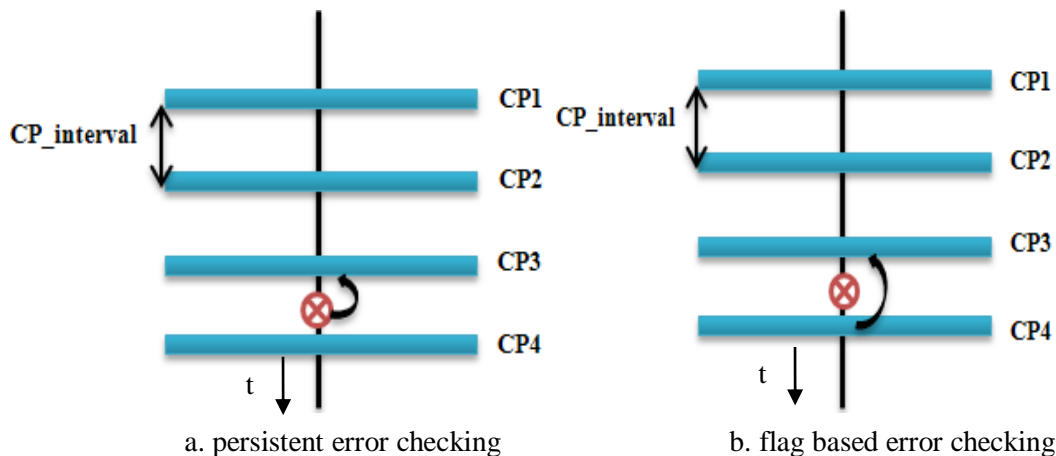 CP1
CP_interval
CP2
CP3
CP4
t
a. persistent error checking
CP1
CP_interval
CP2
CP3
CP4
t
b. flag based error checking